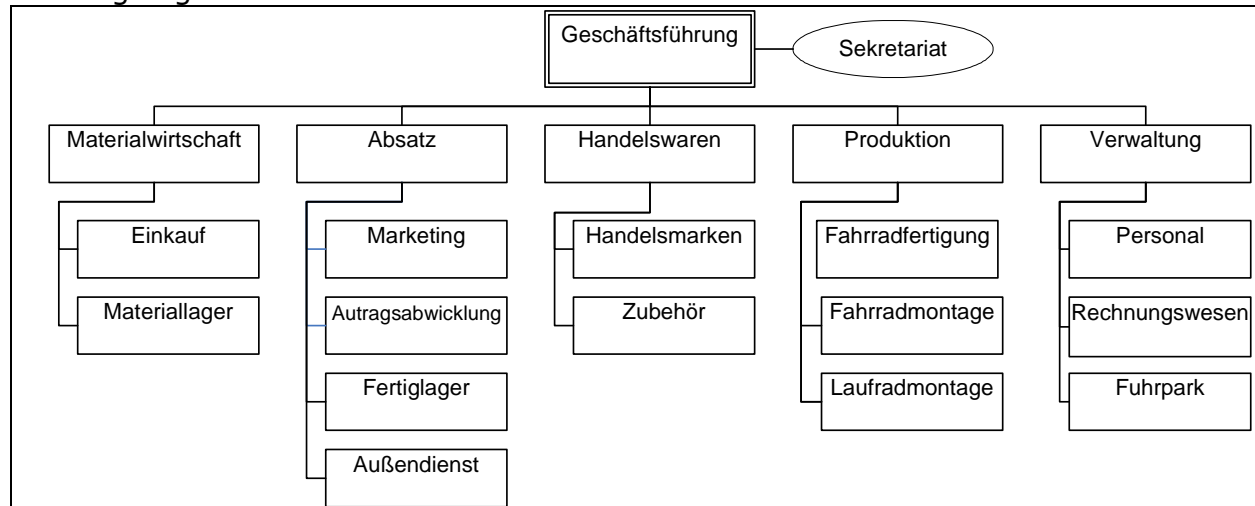 Geschäftsführung
Sekretariat
Materialwirtschaft
Absatz
Handelswaren
Produktion
Verwaltung
Einkauf
Marketing
Handelsmarken
Fahrradfertigung
Personal
Materiallager
Autragsabwicklung
Zubehör
Fahrradmontage
Rechnungswesen
Fertiglager
Laufradmontage
Fuhrpark
Außendienst